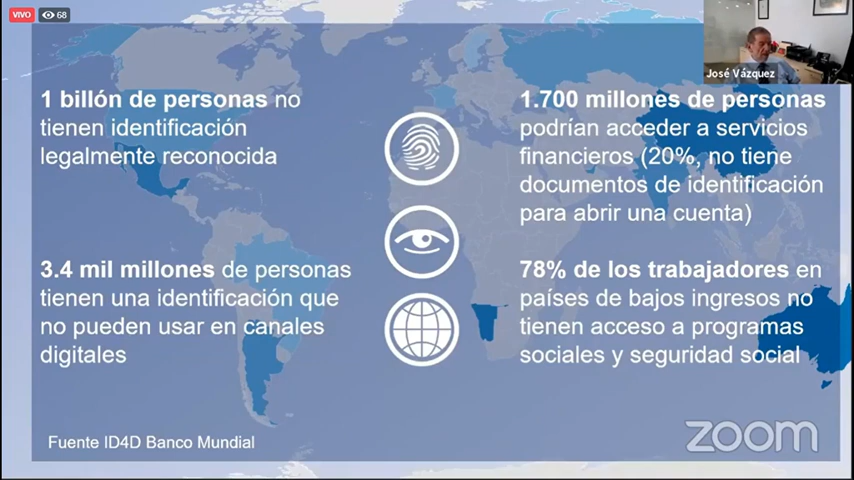 VIVO 68
José Vázquez
1 billón de personas no
tienen identificación
legalmente reconocida
1.700 millones de personas
podrían acceder a servicios
financieros (20%, no tiene
documentos de identificación
para abrir una cuenta)
3.4 mil millones de personas
tienen una identificación que
no pueden usar en canales
digitales
78% de los trabajadores en
países de bajos ingresos no
tienen acceso a programas
sociales y seguridad social
Fuente ID4D Banco Mundial
zoom